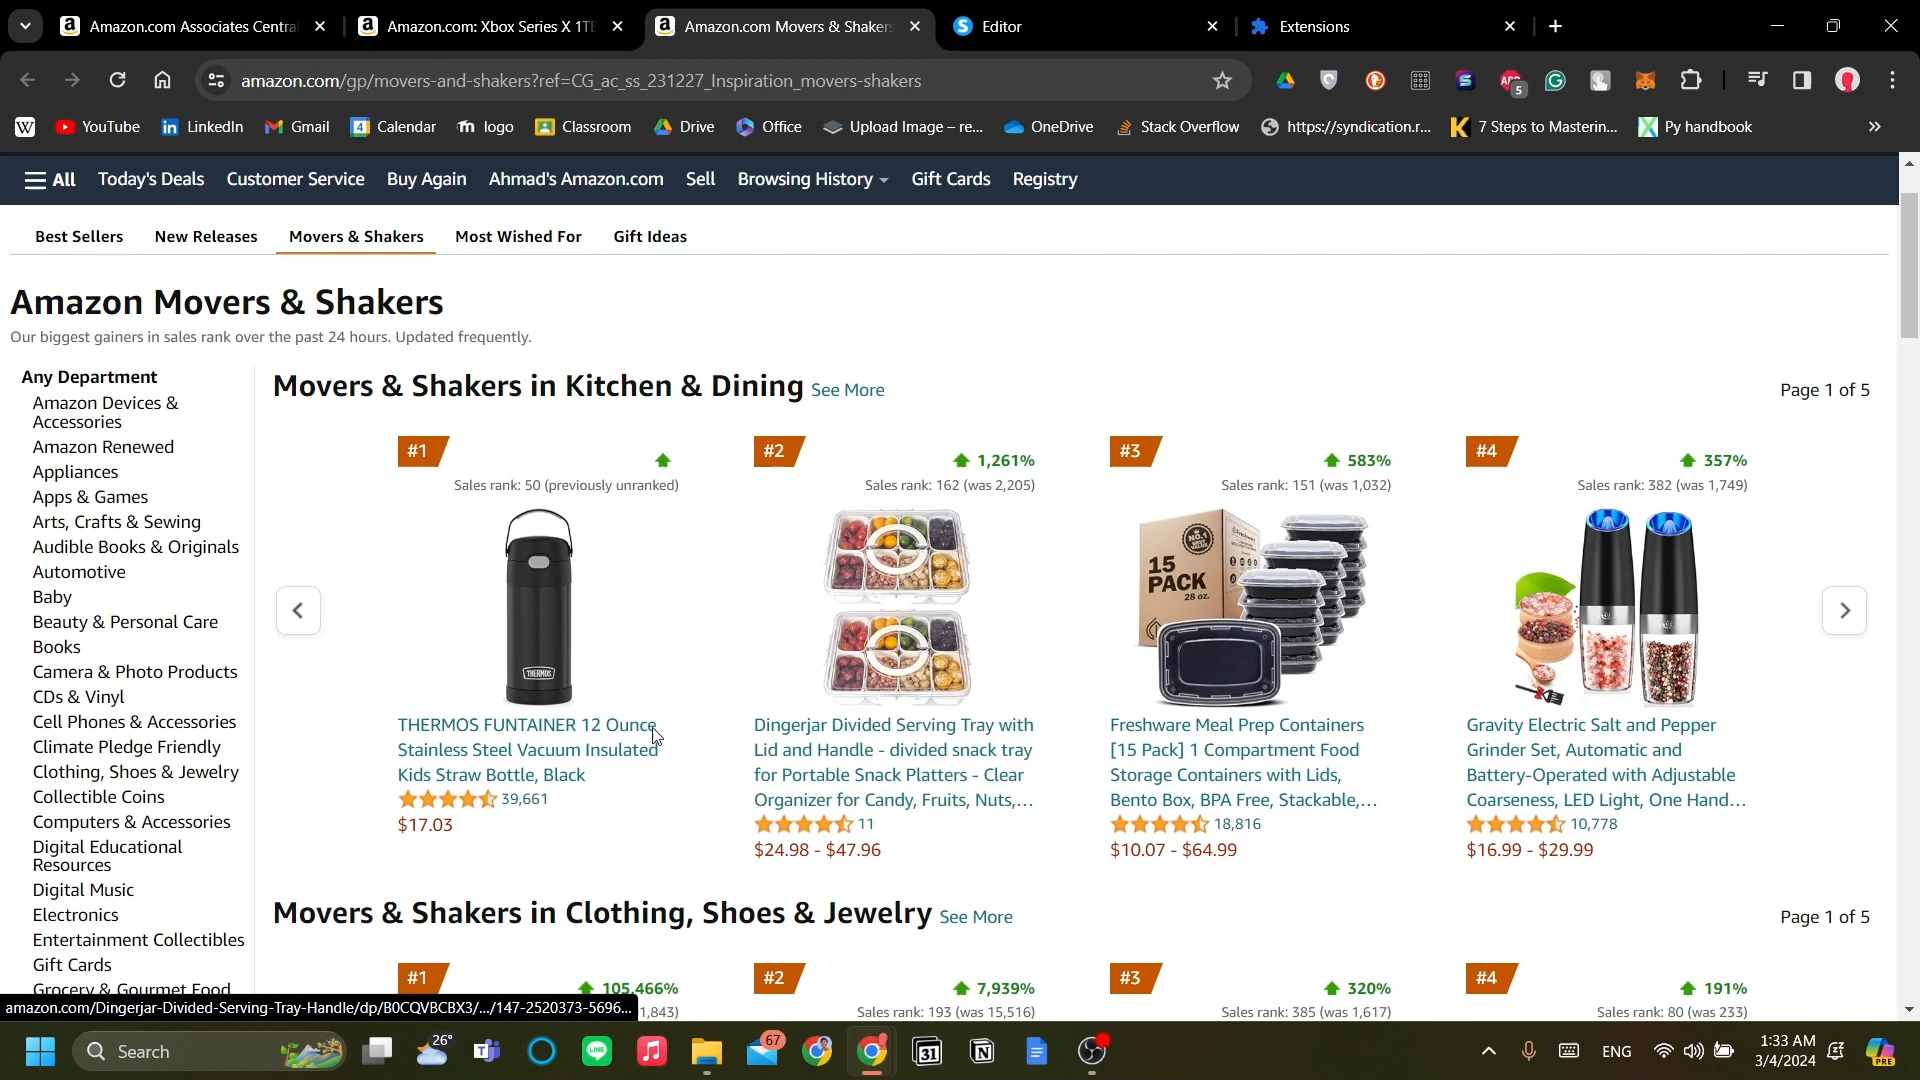 Amazon.com Associates Centra
Amazon.com: Xbox Series X 1TB
Amazon.com Movers & Shakers
Editor
Extensions
amazon.com/gp/movers-and-shakers?ref=CG_ac_ss_231227_Inspiration_movers-shakers
5
YouTube
LinkedIn
Gmail
Calendar
logo
Classroom
Drive
Office
Upload Image – re...
OneDrive
Stack Overflow
https://syndication.r...
7 Steps to Masterin...
Py handbook
All
Today's Deals
Customer Service
Buy Again
Ahmad's Amazon.com
Sell
Browsing History
Gift Cards
Registry
Best Sellers
New Releases
Movers & Shakers
Most Wished For
Gift Ideas
Amazon Movers & Shakers
Our biggest gainers in sales rank over the past 24 hours. Updated frequently.
Any Department
Amazon Devices &
Accessories
Amazon Renewed
Appliances
Apps & Games
Arts, Crafts & Sewing
Audible Books & Originals
Automotive
Baby
Beauty & Personal Care
Books
Camera & Photo Products
CDs & Vinyl
Cell Phones & Accessories
Climate Pledge Friendly
Clothing, Shoes & Jewelry
Collectible Coins
Computers & Accessories
Digital Educational
Resources
Digital Music
Electronics
Entertainment Collectibles
Gift Cards
Grocery & Gourmet Food
Movers & Shakers in Kitchen & Dining See More
Page 1 of 5
#1
Sales rank: 50 (previously unranked)
THERMOS
THERMOS FUNTAINER 12 Ounce
Stainless Steel Vacuum Insulated
Kids Straw Bottle, Black
39,661
$17.03
#2
1,261%
Sales rank: 162 (was 2,205)
Dingerjar Divided Serving Tray with
Lid and Handle - divided snack tray
for Portable Snack Platters - Clear
Organizer for Candy, Fruits, Nuts,...
11
$24.98 - $47.96
#3
583%
Sales rank: 151 (was 1,032)
15
PACK
28 oz.
Freshware Meal Prep Containers
[15 Pack] 1 Compartment Food
Storage Containers with Lids,
Bento Box, BPA Free, Stackable,...
18,816
$10.07 - $64.99
#4
357%
Sales rank: 382 (was 1,749)
Gravity Electric Salt and Pepper
Grinder Set, Automatic and
Battery-Operated with Adjustable
Coarseness, LED Light, One Hand...
10,778
$16.99 - $29.99
Movers & Shakers in Clothing, Shoes & Jewelry See More
Page 1 of 5
#1
105,466%
1,843)
#2
7,939%
Sales rank: 193 (was 15,516)
#3
320%
Sales rank: 385 (was 1,617)
#4
191%
Sales rank: 80 (was 233)
amazon.com/Dingerjar-Divided-Serving-Tray-Handle/dp/B0CQVBCBX3/.../147-2520373-5696...
Search
26°
67
31
ENG
1:33 AM
3/4/2024
PRE